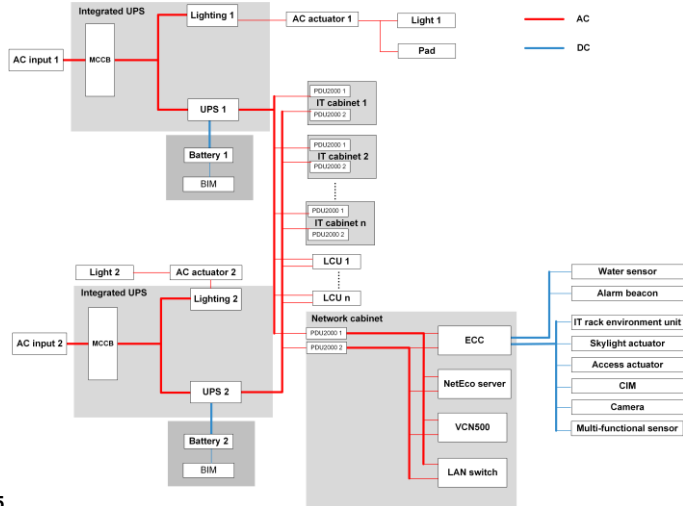 Integrated UPS
Lighting 1
AC actuator 1
Light 1
AC
Pad
DC
AC input 1
MCCB
UPS 1
PDU2000 1
IT cabinet 1
PDU2000 2
Battery 1
BIM
PDU2000 1
IT cabinet 2
PDU2000 2
PDU2000 1
IT cabinet n
PDU2000 2
LCU 1
LCU n
Light 2
AC actuator 2
Integrated UPS
Lighting 2
AC input 2
MCCB
UPS 2
Battery 2
BIM
Network cabinet
PDU2000 1
PDU2000 2
ECC
NetEco server
VCN500
LAN switch
Water sensor
Alarm beacon
IT rack environment unit
Skylight actuator
Access actuator
CIM
Camera
Multi-functional sensor